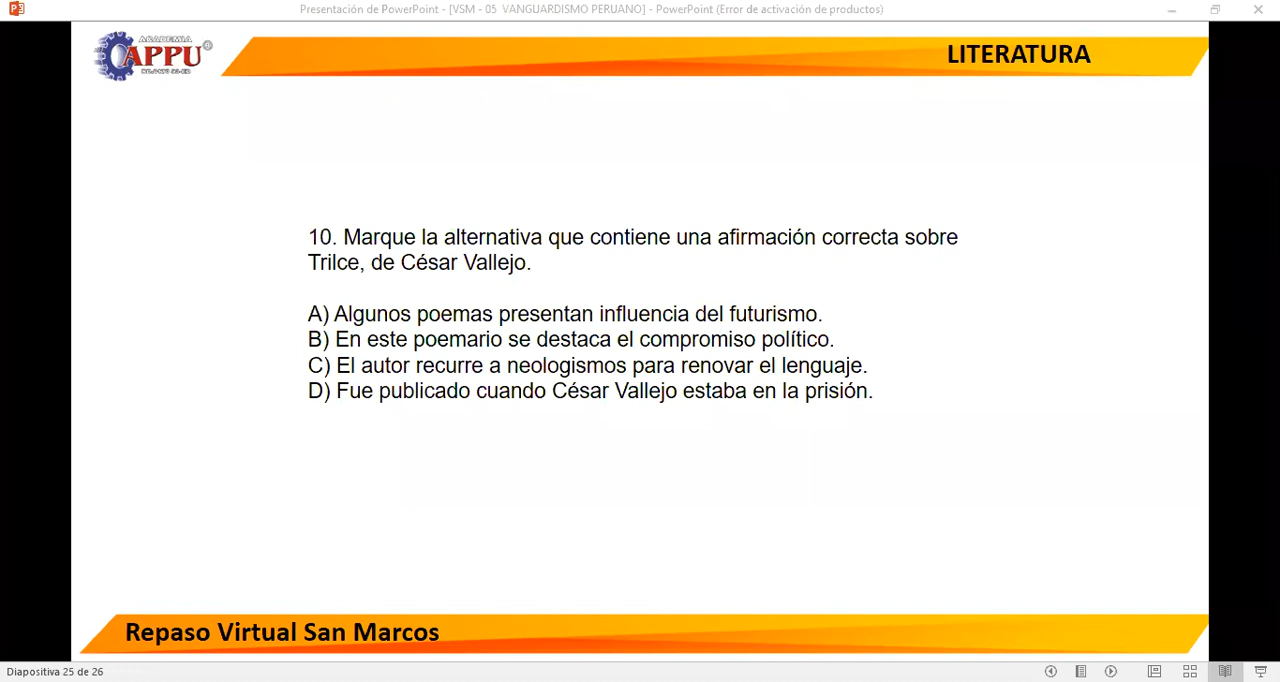 Presentación de PowerPoint - [VSM - 05 VANGUARDISMO PERUANO] - PowerPoint (Error de activación de productos)
ACADEMIA
APPU
LITERATURA
10. Marque la alternativa que contiene una afirmación correcta sobre
Trilce, de César Vallejo.
A) Algunos poemas presentan influencia del futurismo.
B) En este poemario se destaca el compromiso político.
C) El autor recurre a neologismos para renovar el lenguaje.
D) Fue publicado cuando César Vallejo estaba en la prisión.
Repaso Virtual San Marcos
Diapositiva 25 de 26